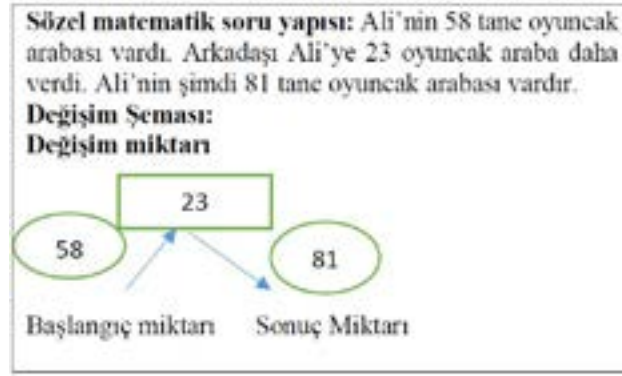 Sözel matematik soru yapısı: Ali'nin 58 tane oyuncak
arabası vardı. Arkadaşı Ali'ye 23 oyuncak araba daha
verdi. Ali'nin şimdi 81 tane oyuncak arabası vardır.
Değişim Şeması:
Değişim miktarı
23
58
81
Başlangıç miktarı Sonuç Miktarı